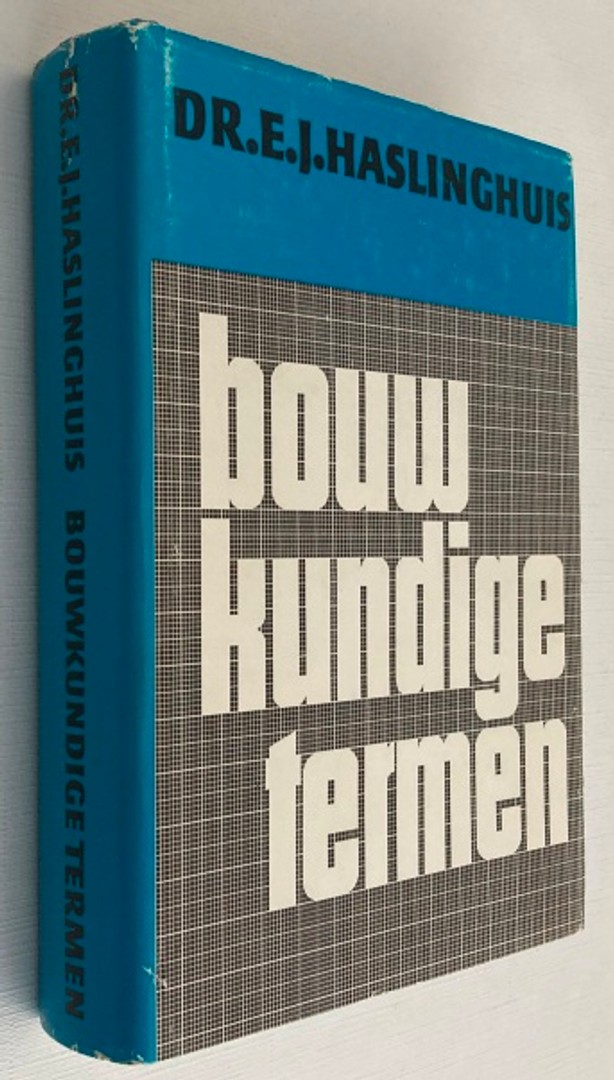 DR.E.J.HASLINGHUIS
bouw
kundige
termen
DR.E.J.HASLINGHUIS BOUWKUNDIGE TERMEN